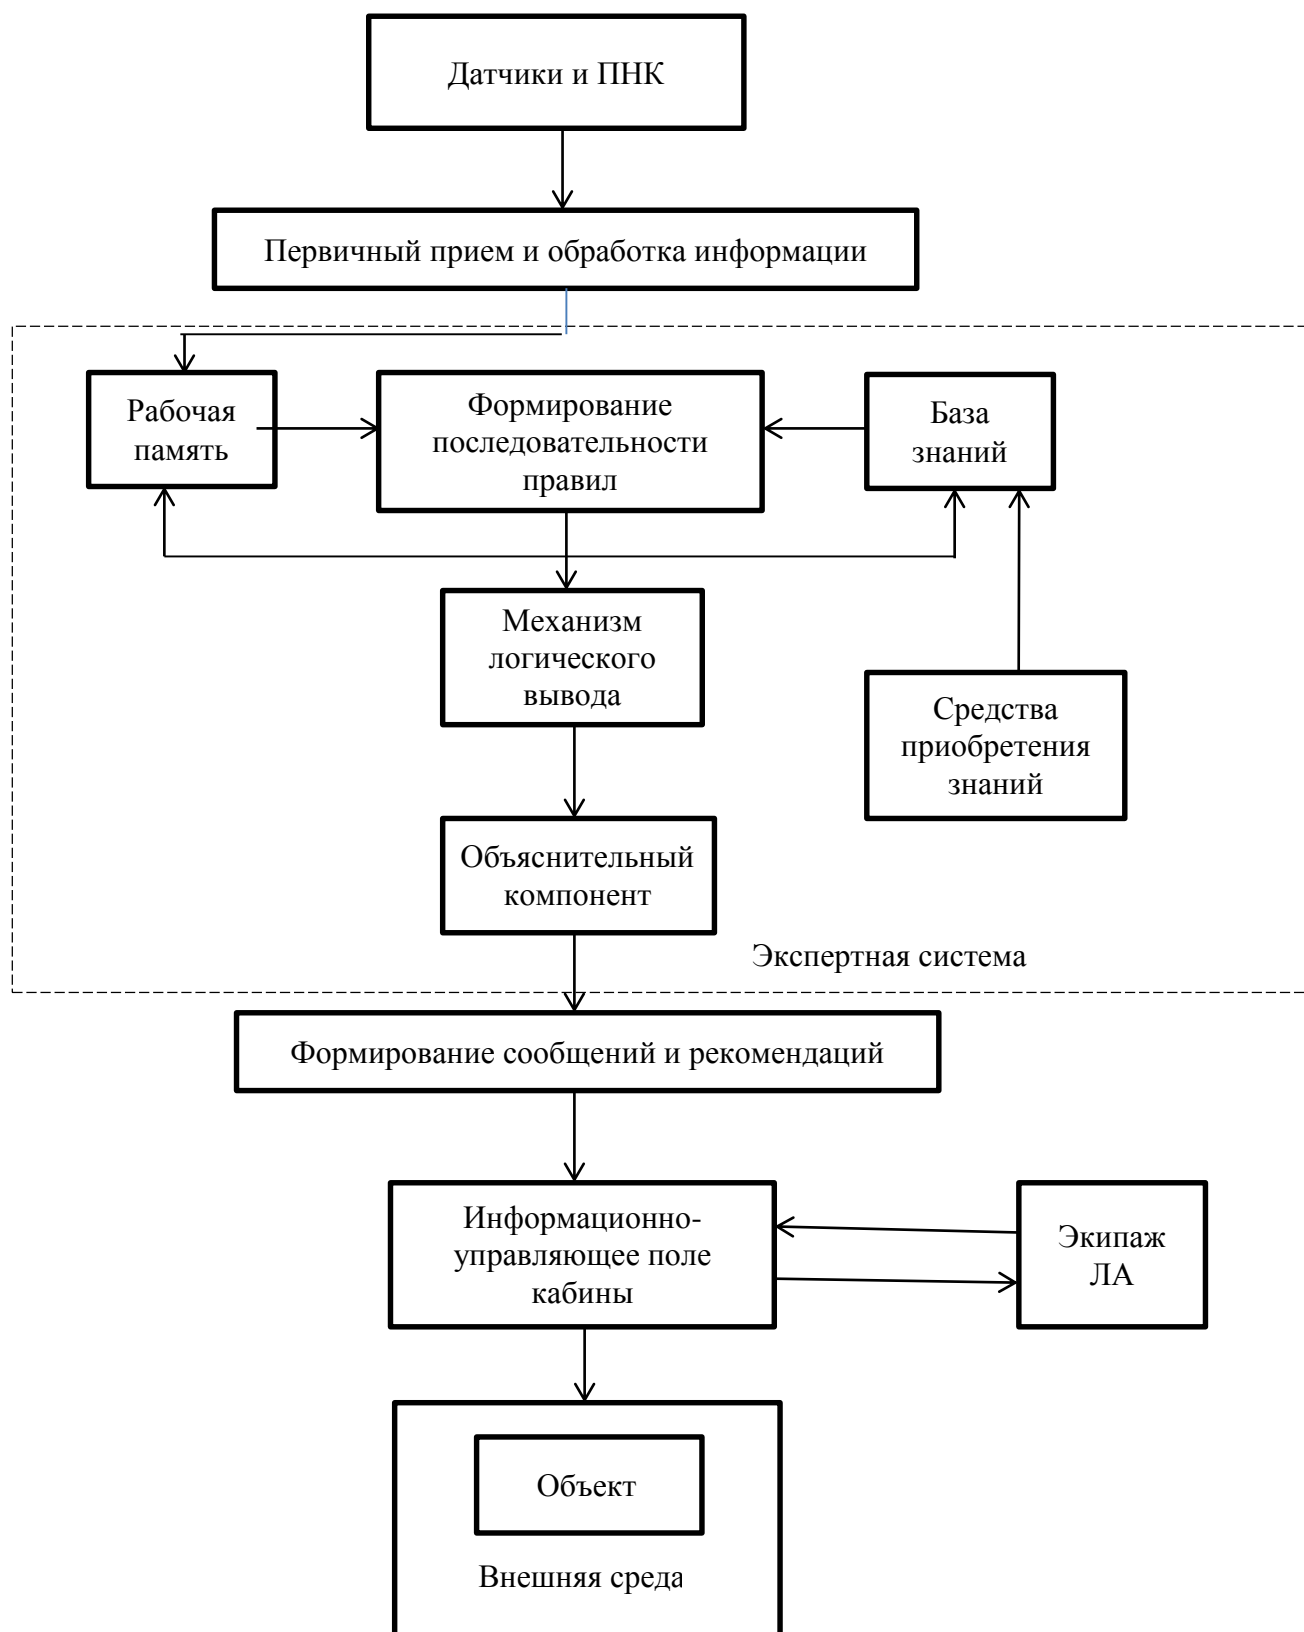 Датчики и ПНК
Первичный прием и обработка информации
Рабочая
память
Формирование
последовательности
правил
База
знаний
Механизм
логического
вывода
Средства
приобретения
знаний
Объяснительный
компонент
Экспертная система
Формирование сообщений и рекомендаций
Информационно-
управляющее поле
кабины
Экипаж
ЛА
Объект
Внешняя среда